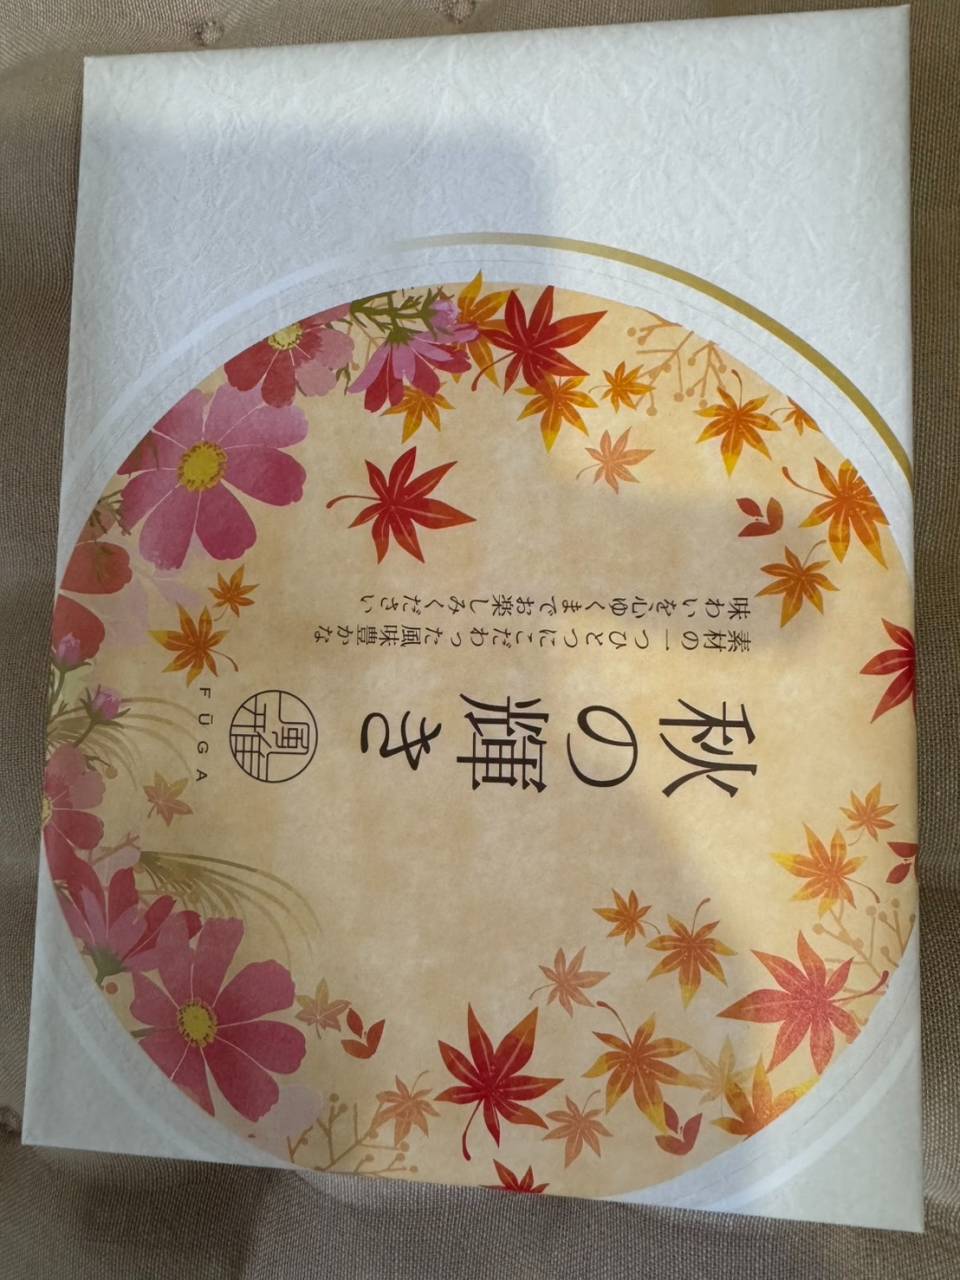 秋の輝き
素材の一つひとつにこだわった風味豊かな
味わいを心ゆくまでお楽しみください
風雅
FŪGA